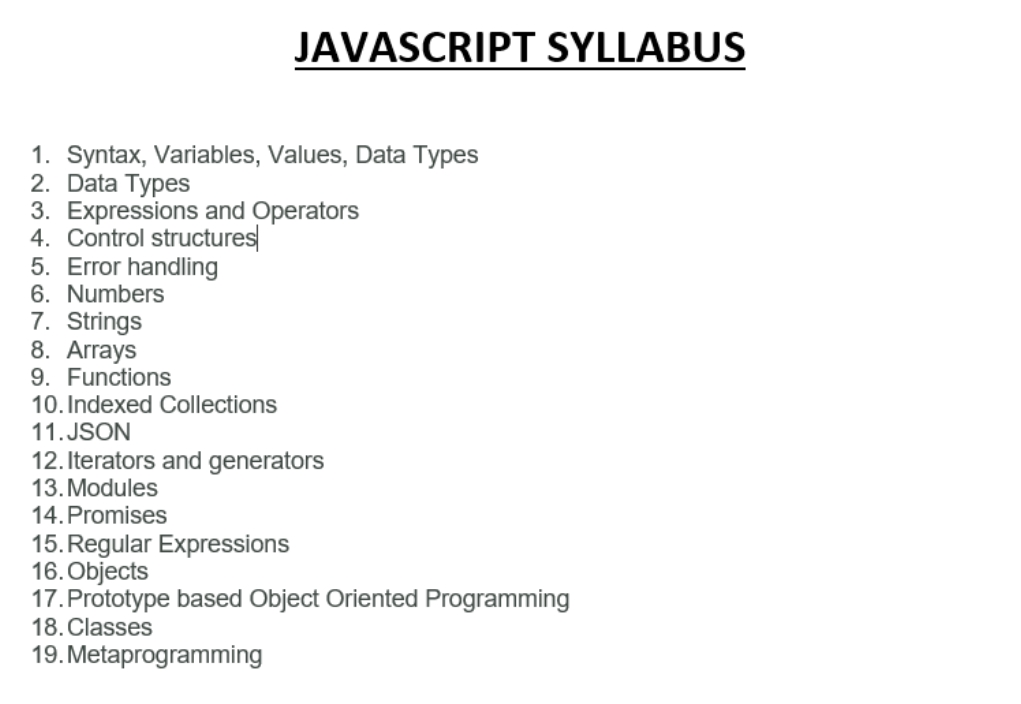 JAVASCRIPT SYLLABUS
1. Syntax, Variables, Values, Data Types
2. Data Types
3. Expressions and Operators
4. Control structures
5. Error handling
6. Numbers
7. Strings
8. Arrays
9. Functions
10. Indexed Collections
11. JSON
12. Iterators and generators
13. Modules
14. Promises
15. Regular Expressions
16. Objects
17. Prototype based Object Oriented Programming
18. Classes
19. Metaprogramming